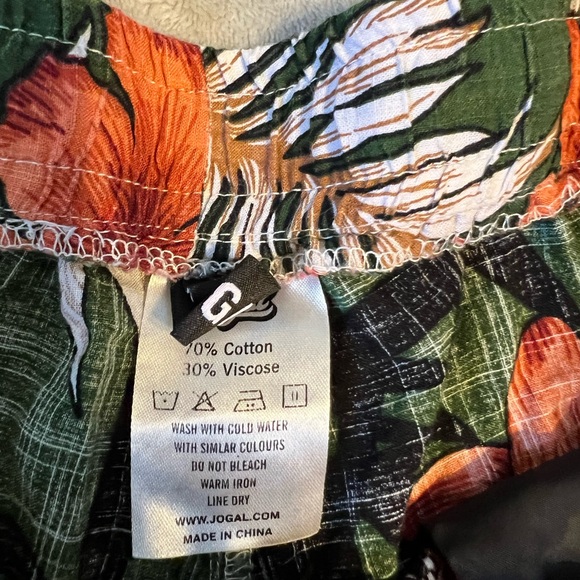 G
70% Cotton
30% Viscose
WASH WITH COLD WATER
WITH SIMLAR COLOURS
DO NOT BLEACH
WARM IRON
LINE DRY
WWW.JOGAL.COM
MADE IN CHINA